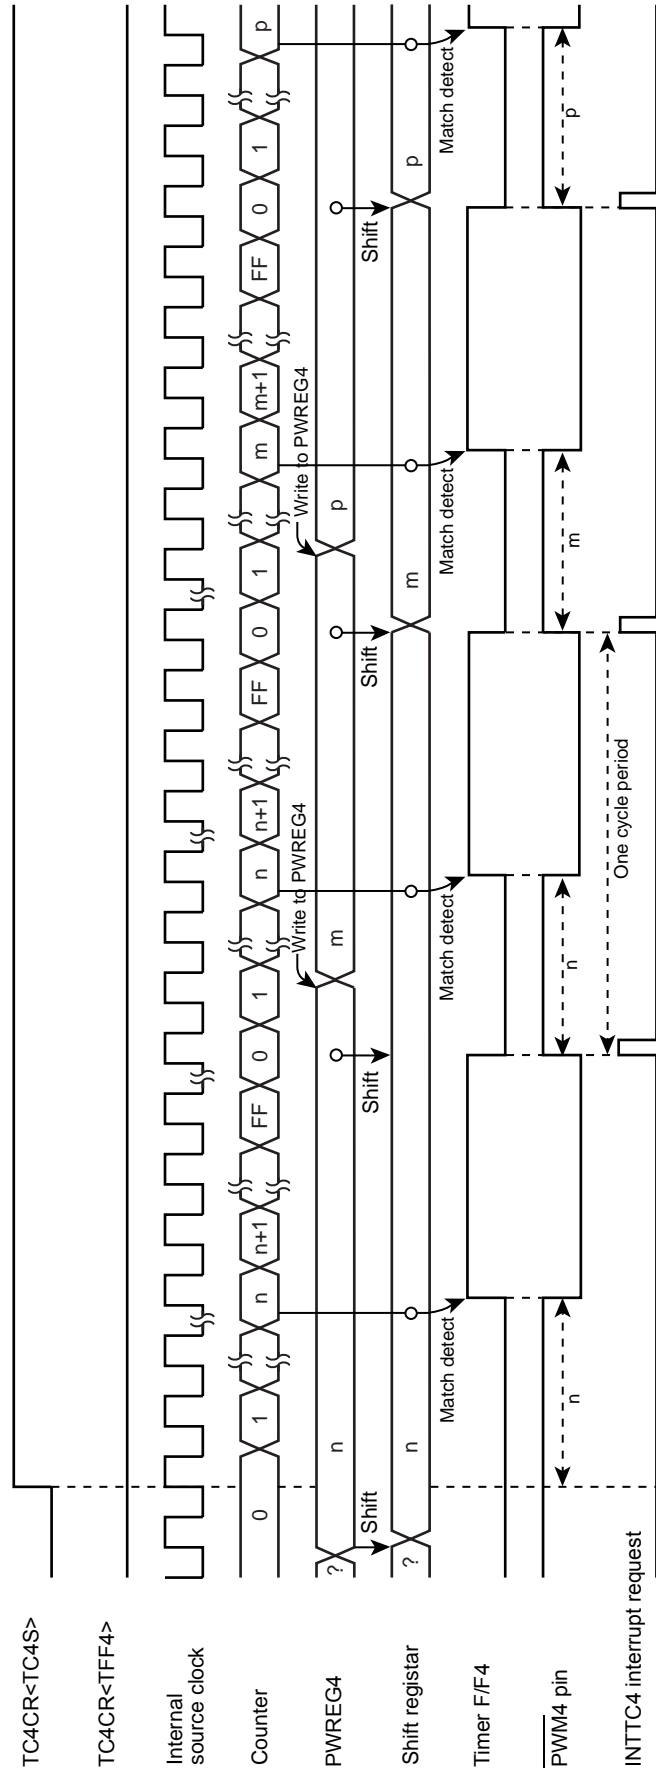 TC4CR<TC4S>
TC4CR<TFF4>
Internal
source clock
0
1
n
n+1
FF
0
1
n
n+1
FF
0
1
m
m+1
FF
0
1
p
Counter
Write to PWREG4
Write to PWREG4
?
n
m
p
PWREG4
Shift
Shift
Shift
Shift
?
n
m
p
Shift registar
Match detect
Match detect
Match detect
Match detect
Timer F/F4
n
n
m
p
PWM4 pin
One cycle period
INTTC4 interrupt request